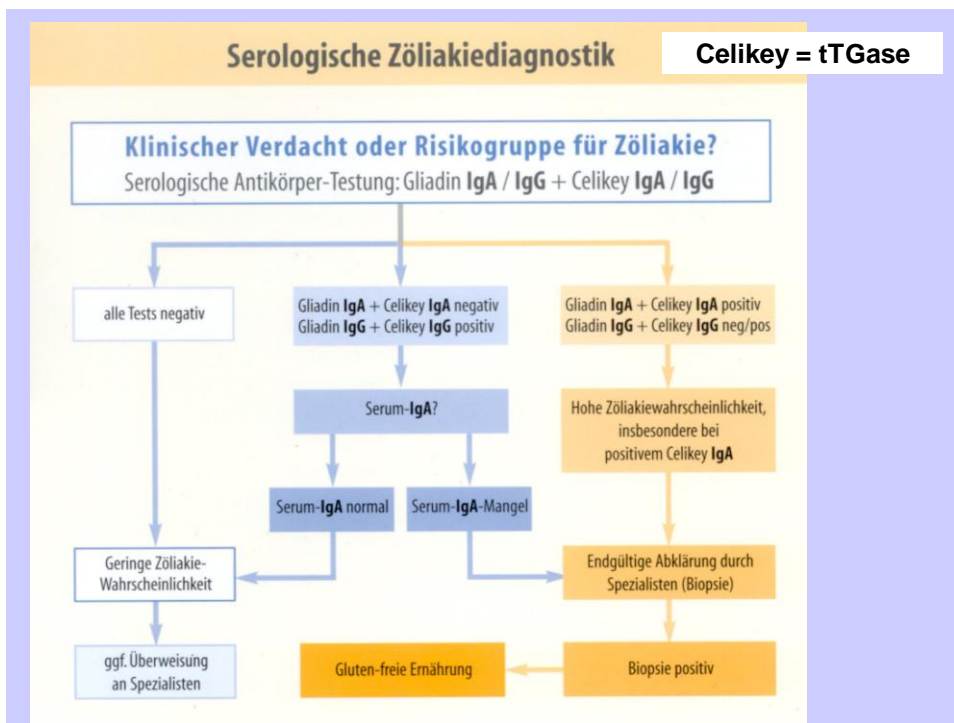 Serologische Zöliakiediagnostik
Celikey = tTGase
Klinischer Verdacht oder Risikogruppe für Zöliakie?
Serologische Antikörper-Testung: Gliadin IgA / IgG + Celikey IgA / IgG
alle Tests negativ
Gliadin IgA + Celikey IgA negativ
Gliadin IgG + Celikey IgG positiv
Gliadin IgA + Celikey IgA positiv
Gliadin IgG + Celikey IgG neg/pos
Serum-IgA?
Hohe Zöliakiewahrscheinlichkeit,
insbesondere bei
positivem Celikey IgA
Serum-IgA normal
Serum-IgA-Mangel
Geringe Zöliakie-
Wahrscheinlichkeit
Endgültige Abklärung durch
Spezialisten (Biopsie)
ggf. Überweisung
an Spezialisten
Gluten-freie Ernährung
Biopsie positiv